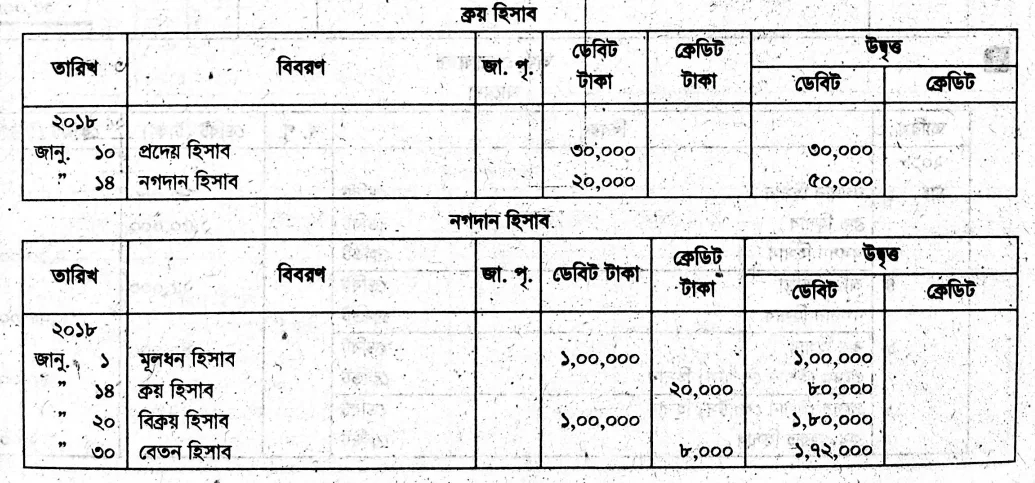 ক্রয় হিসাব
তারিখ বিবরণ জা. পৃ. ডেবিট টাকা ক্রেডিট টাকা উদ্বৃত্ত
ডেবিট ক্রেডিট
২০১৮
জানু. ১০ প্রদেয় হিসাব ৩০,০০০ ৩০,০০০
" ১৪ নগদান হিসাব ২০,০০০ ৫০,০০০
নগদান হিসাব
তারিখ বিবরণ জা. পৃ. ডেবিট টাকা ক্রেডিট টাকা উদ্বৃত্ত
ডেবিট ক্রেডিট
২০১৮
জানু. ১ মূলধন হিসাব ১,০০,০০০ ১,০০,০০০
" ১৪ ক্রয় হিসাব ২০,০০০ ৮০,০০০
" ২০ বিক্রয় হিসাব ১,০০,০০০ ১,৮০,০০০
" ৩০ বেতন হিসাব ৮,০০০ ১,৭২,০০০